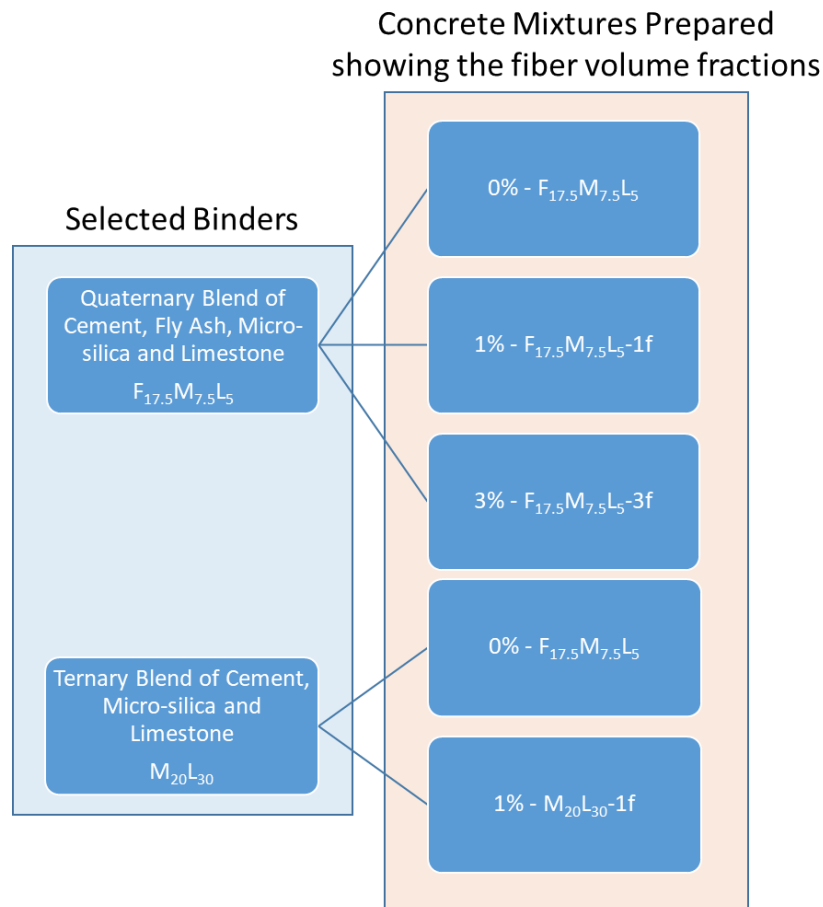 Concrete Mixtures Prepared
showing the fiber volume fractions
Selected Binders
Quaternary Blend of
Cement, Fly Ash, Micro-
silica and Limestone
F₁₇.₅M₇.₅L₅
Ternary Blend of Cement,
Micro-silica and
Limestone
M₂₀L₃₀
0% - F₁₇.₅M₇.₅L₅
1% - F₁₇.₅M₇.₅L₅-1f
3% - F₁₇.₅M₇.₅L₅-3f
0% - F₁₇.₅M₇.₅L₅
1% - M₂₀L₃₀-1f